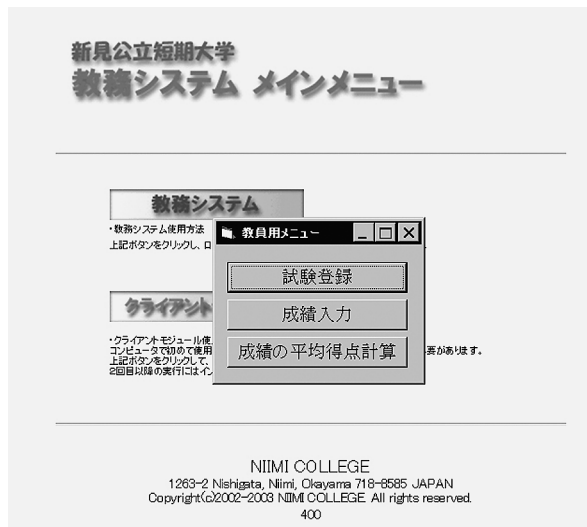 新見公立短期大学
教務システム メインメニュー
教務システム
・教務システム使用方法
上記ボタンをクリックし、ロ
教員用メニュー
試験登録
成績入力
成績の平均得点計算
クライアント
・クライアントモジュール使
コンピュータで初めて使用
要があります。
上記ボタンをクリックして、
2回目以降の実行にはイン
NIIMI COLLEGE
1263-2 Nishigata, Niimi, Okayama 718-8585 JAPAN
Copyright(c)2002-2003 NIIMI COLLEGE. All rights reserved.
400